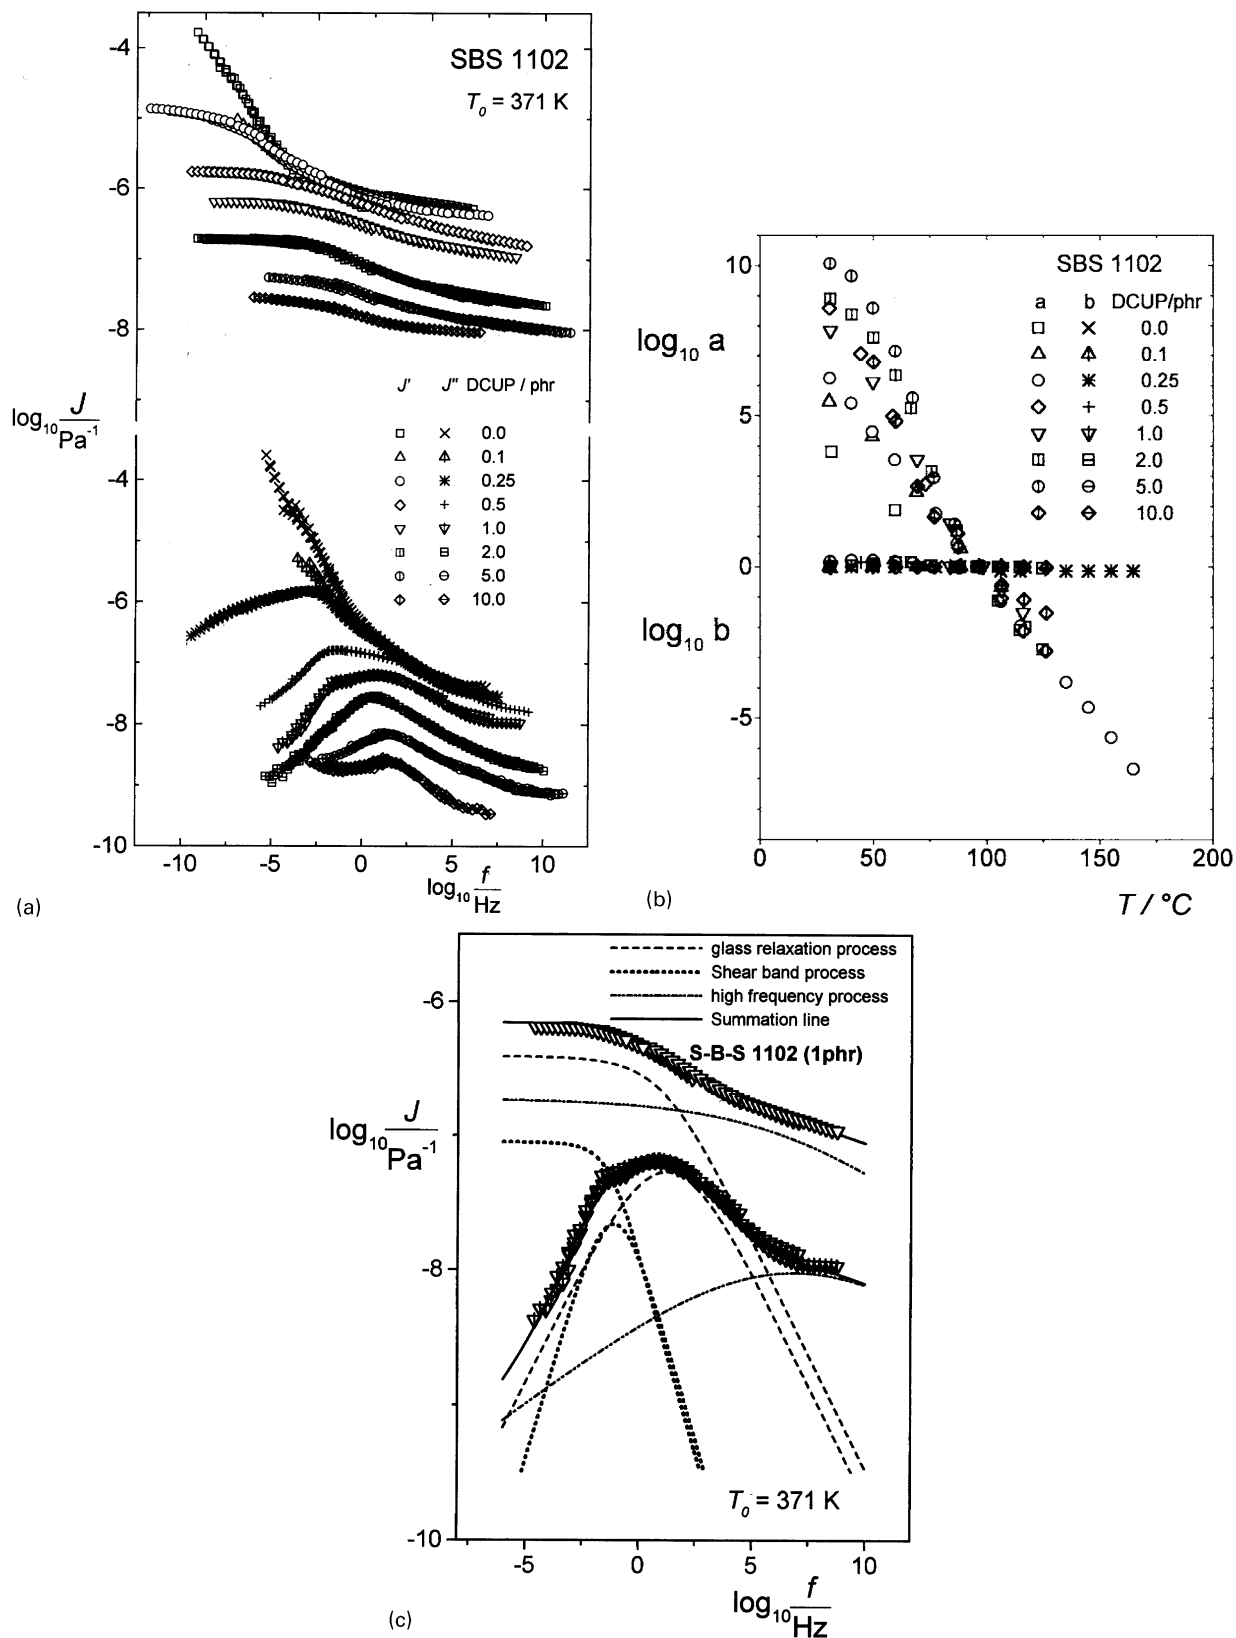 -4
SBS 1102
T₀ = 371 K
-6
-8
J' J" DCUP / phr
log₁₀ J/Pa⁻¹
0.0
-4
0.1
0.25
0.5
1.0
-6
2.0
5.0
10.0
-8
-10
-10 -5 0 5 10
log₁₀ f/Hz
(a)
10
SBS 1102
a b DCUP/phr
log₁₀ a
0.0
0.1
0.25
5
0.5
1.0
2.0
5.0
10.0
0
log₁₀ b
-5
0 50 100 150 200
T / °C
(b)
glass relaxation process
Shear band process
-6
high frequency process
Summation line
S-B-S 1102 (1phr)
log₁₀ J/Pa⁻¹
-8
T₀ = 371 K
-10
-5 0 5 10
log₁₀ f/Hz
(c)